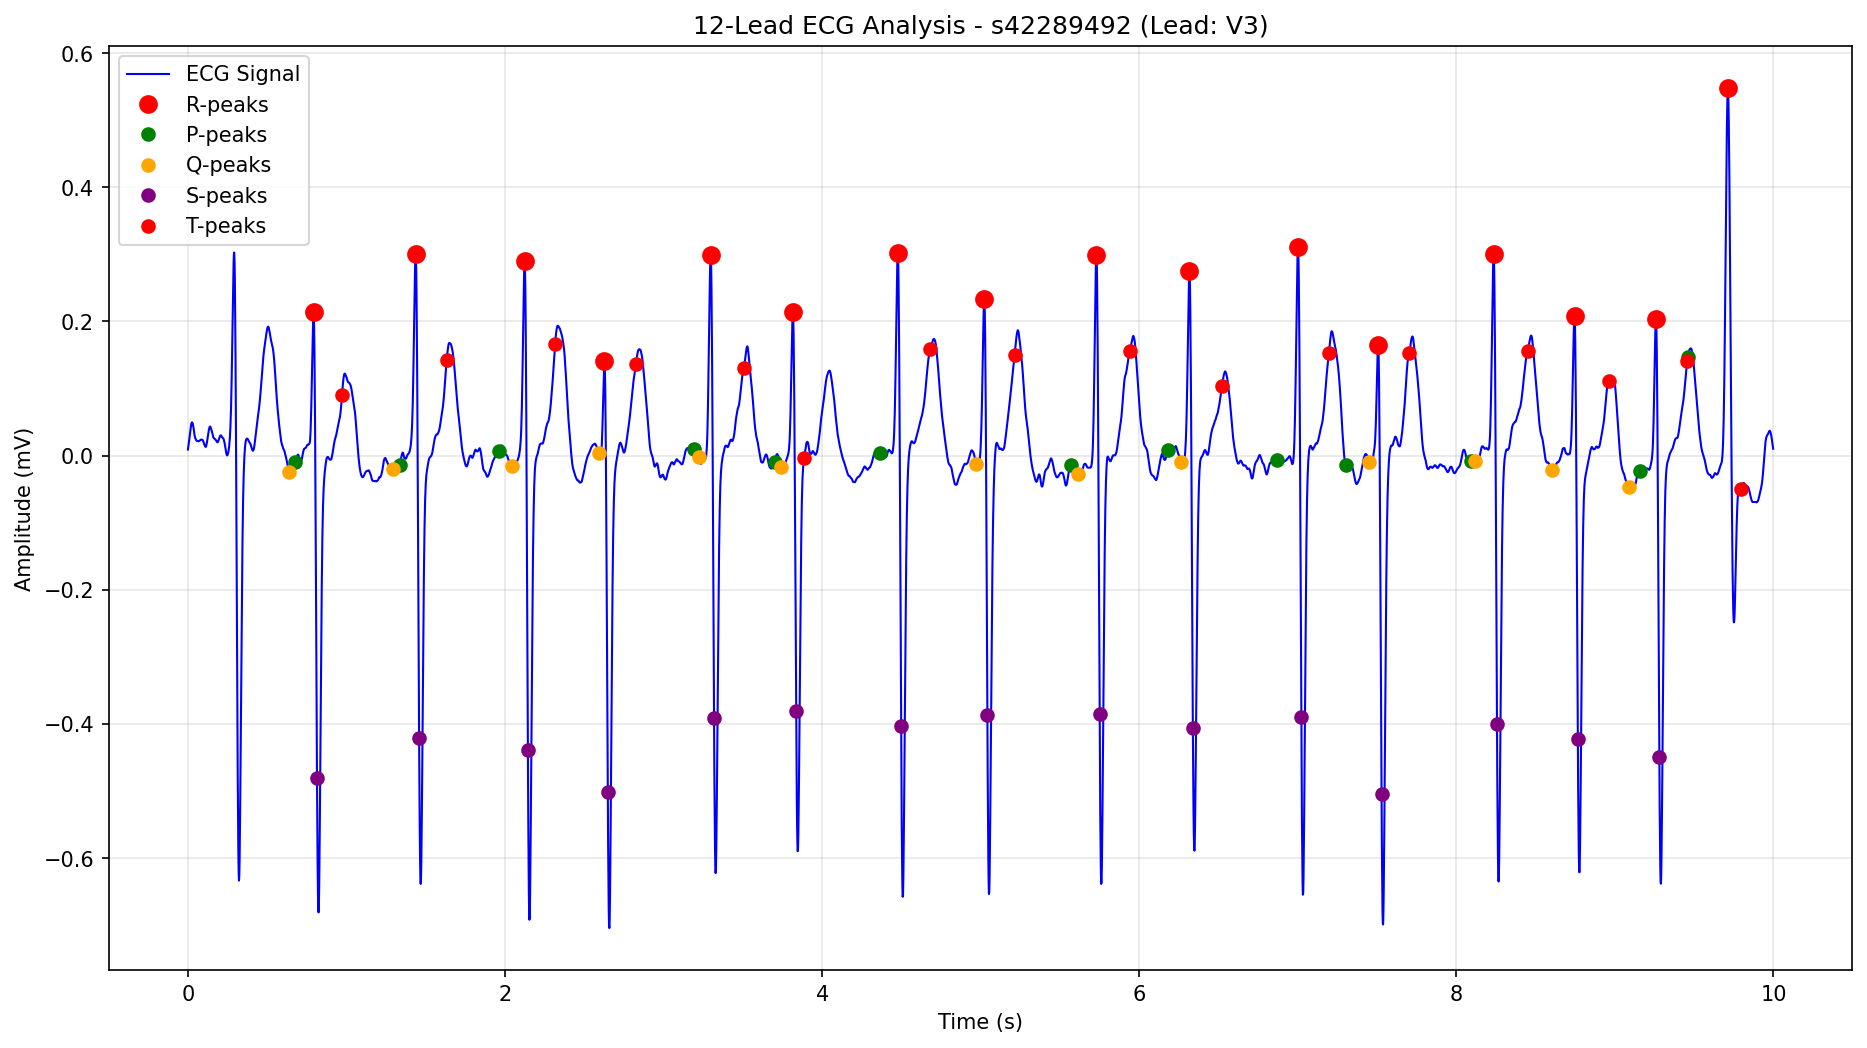 12-Lead ECG Analysis - s42289492 (Lead: V3)
ECG Signal
R-peaks
P-peaks
Q-peaks
S-peaks
T-peaks
Amplitude (mV)
0.6
0.4
0.2
0.0
−0.2
−0.4
−0.6
0 2 4 6 8 10
Time (s)